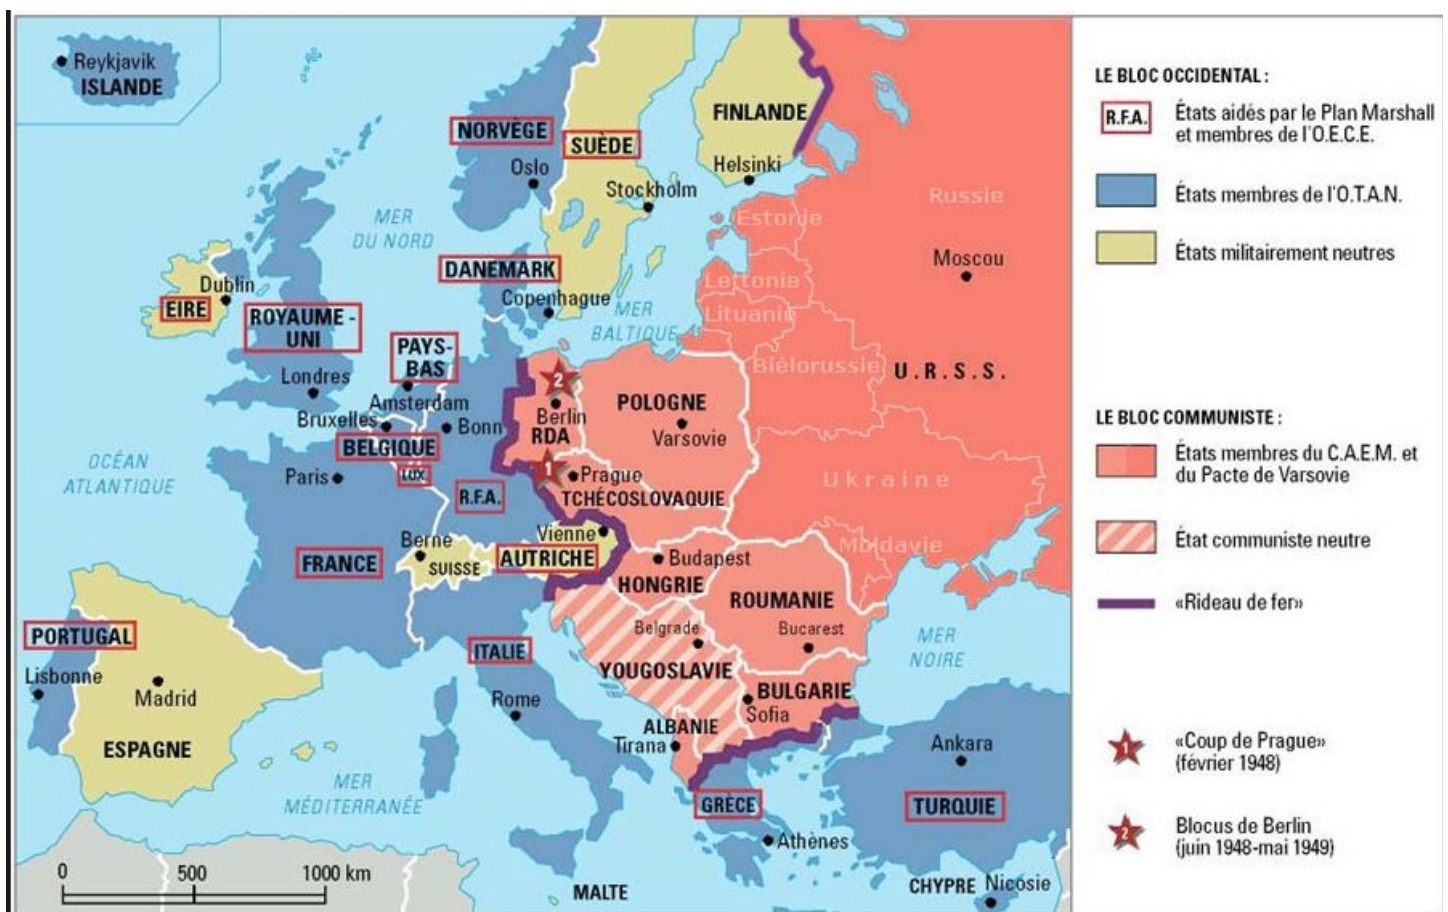 Reykjavik
ISLANDE
NORVÈGE
Oslo
SUÈDE
Stockholm
FINLANDE
Helsinki
MER
DU NORD
Estonie
Russie
Moscou
Lettonie
Lituanie
Biélorussie
U.R.S.S.
DANEMARK
Copenhague
MER
BALTIQUE
Dublin
EIRE
ROYAUME-
UNI
Londres
PAYS-
BAS
Amsterdam
Bruxelles
BELGIQUE
LUX
Bonn
R.F.A.
2
Berlin
RDA
POLOGNE
Varsovie
1
Prague
TCHÉCOSLOVAQUIE
Ukraine
Moldavie
OCÉAN
ATLANTIQUE
Paris
FRANCE
Berne
SUISSE
Vienne
AUTRICHE
Budapest
HONGRIE
ROUMANIE
Bucarest
Belgrade
YOUGOSLAVIE
BULGARIE
Sofia
MER
NOIRE
PORTUGAL
Lisbonne
Madrid
ESPAGNE
ITALIE
Rome
ALBANIE
Tirana
MER
MÉDITERRANÉE
GRÈCE
Athènes
Ankara
TURQUIE
MALTE
CHYPRE Nicosie
0 500 1000 km
LE BLOC OCCIDENTAL :
R.F.A.
États aidés par le Plan Marshall
et membres de l'O.E.C.E.
États membres de l'O.T.A.N.
États militairement neutres
LE BLOC COMMUNISTE :
États membres du C.A.E.M. et
du Pacte de Varsovie
État communiste neutre
«Rideau de fer»
1
«Coup de Prague»
(février 1948)
2
Blocus de Berlin
(juin 1948-mai 1949)